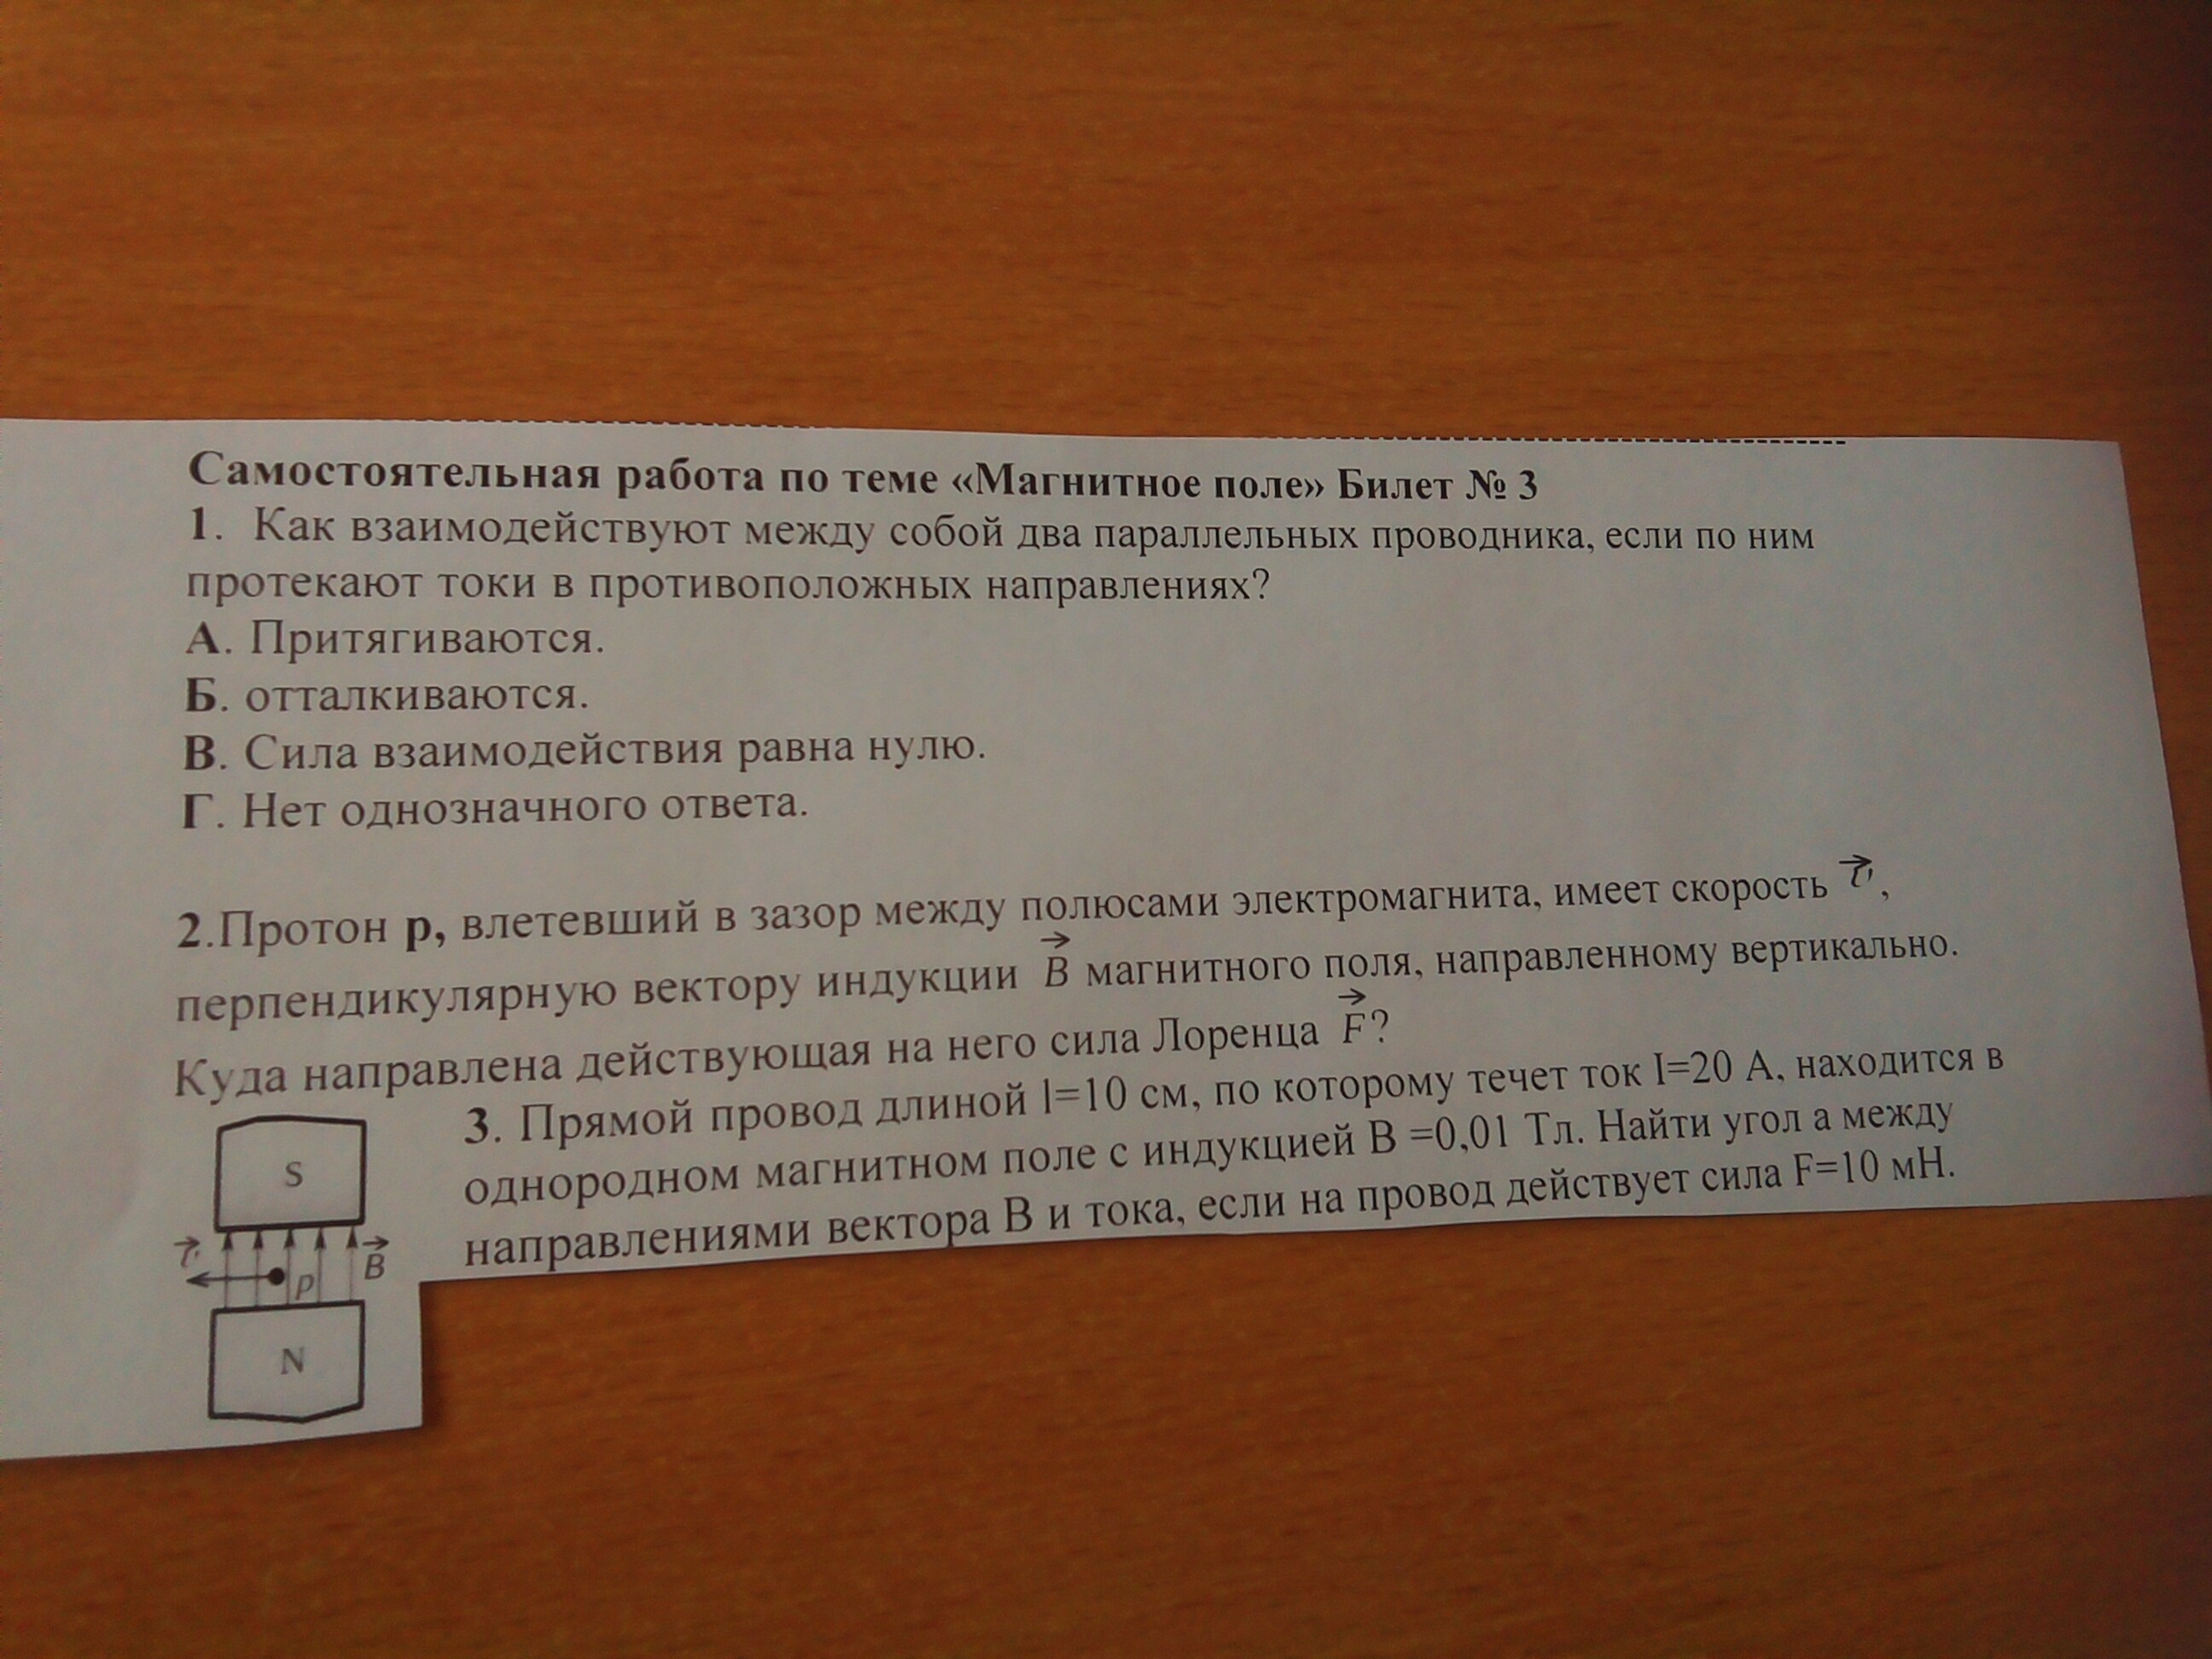 Самостоятельная работа по теме «Магнитное поле» Билет № 3
1. Как взаимодействуют между собой два параллельных проводника, если по ним
протекают токи в противоположных направлениях?
А. Притягиваются.
Б. отталкиваются.
В. Сила взаимодействия равна нулю.
Г. Нет однозначного ответа.
2.Протон р, влетевший в зазор между полюсами электромагнита, имеет скорость v⃗,
перпендикулярную вектору индукции B⃗ магнитного поля, направленному вертикально.
Куда направлена действующая на него сила Лоренца F⃗?
3. Прямой провод длиной l=10 см, по которому течет ток I=20 А, находится в
однородном магнитном поле с индукцией В =0,01 Тл. Найти угол а между
направлениями вектора В и тока, если на провод действует сила F=10 мН.
S
v⃗
B⃗
p
N